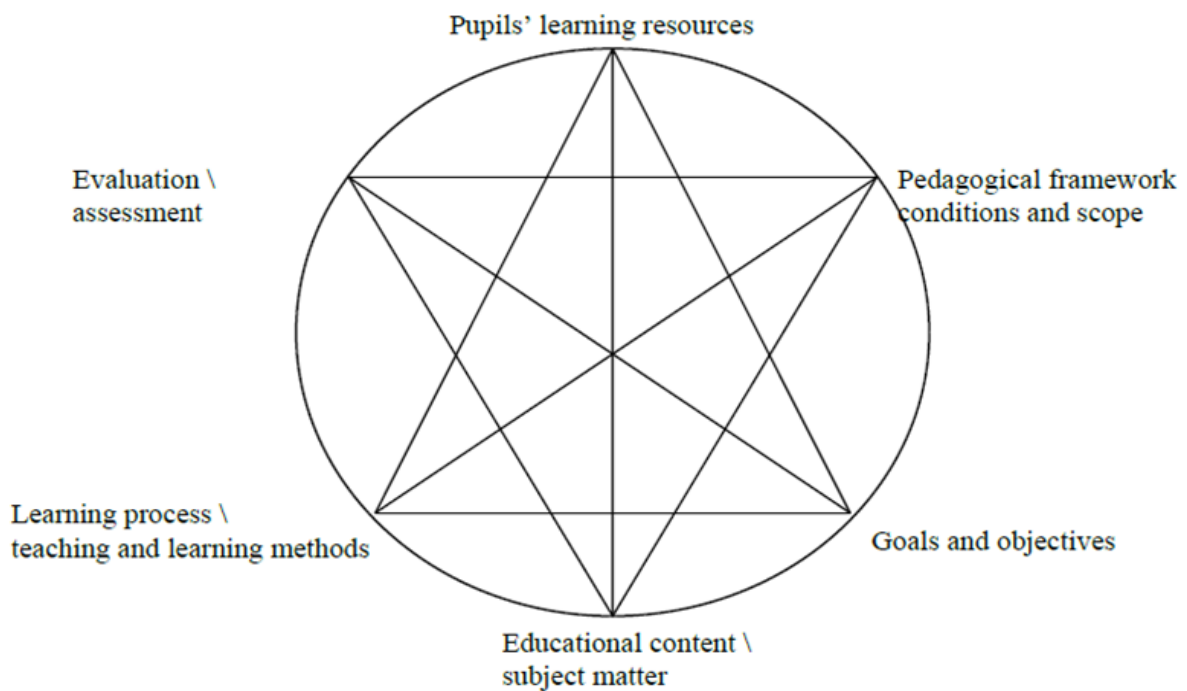 Pupils’ learning resources
Evaluation \
assessment
Pedagogical framework
conditions and scope
Learning process \
teaching and learning methods
Goals and objectives
Educational content \
subject matter